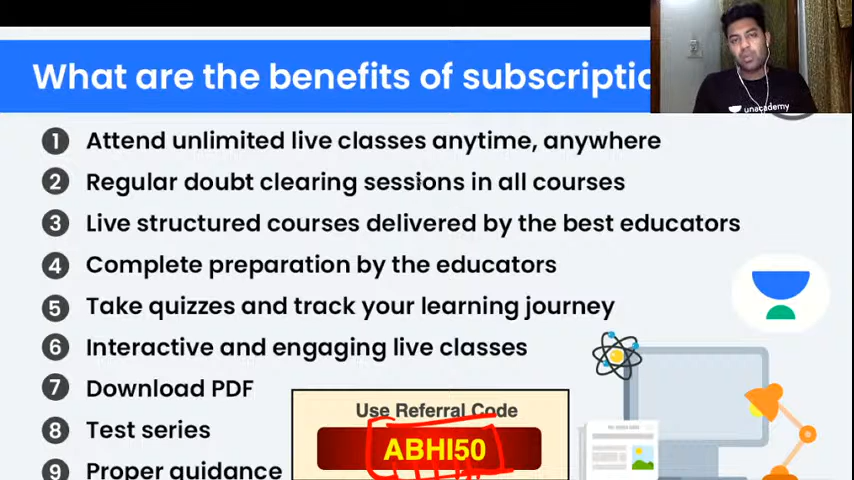 What are the benefits of subscriptio
unacademy
1 Attend unlimited live classes anytime, anywhere
2 Regular doubt clearing sessions in all courses
3 Live structured courses delivered by the best educators
4 Complete preparation by the educators
5 Take quizzes and track your learning journey
6 Interactive and engaging live classes
7 Download PDF
8 Test series
9 Proper guidance
Use Referral Code
ABHI50